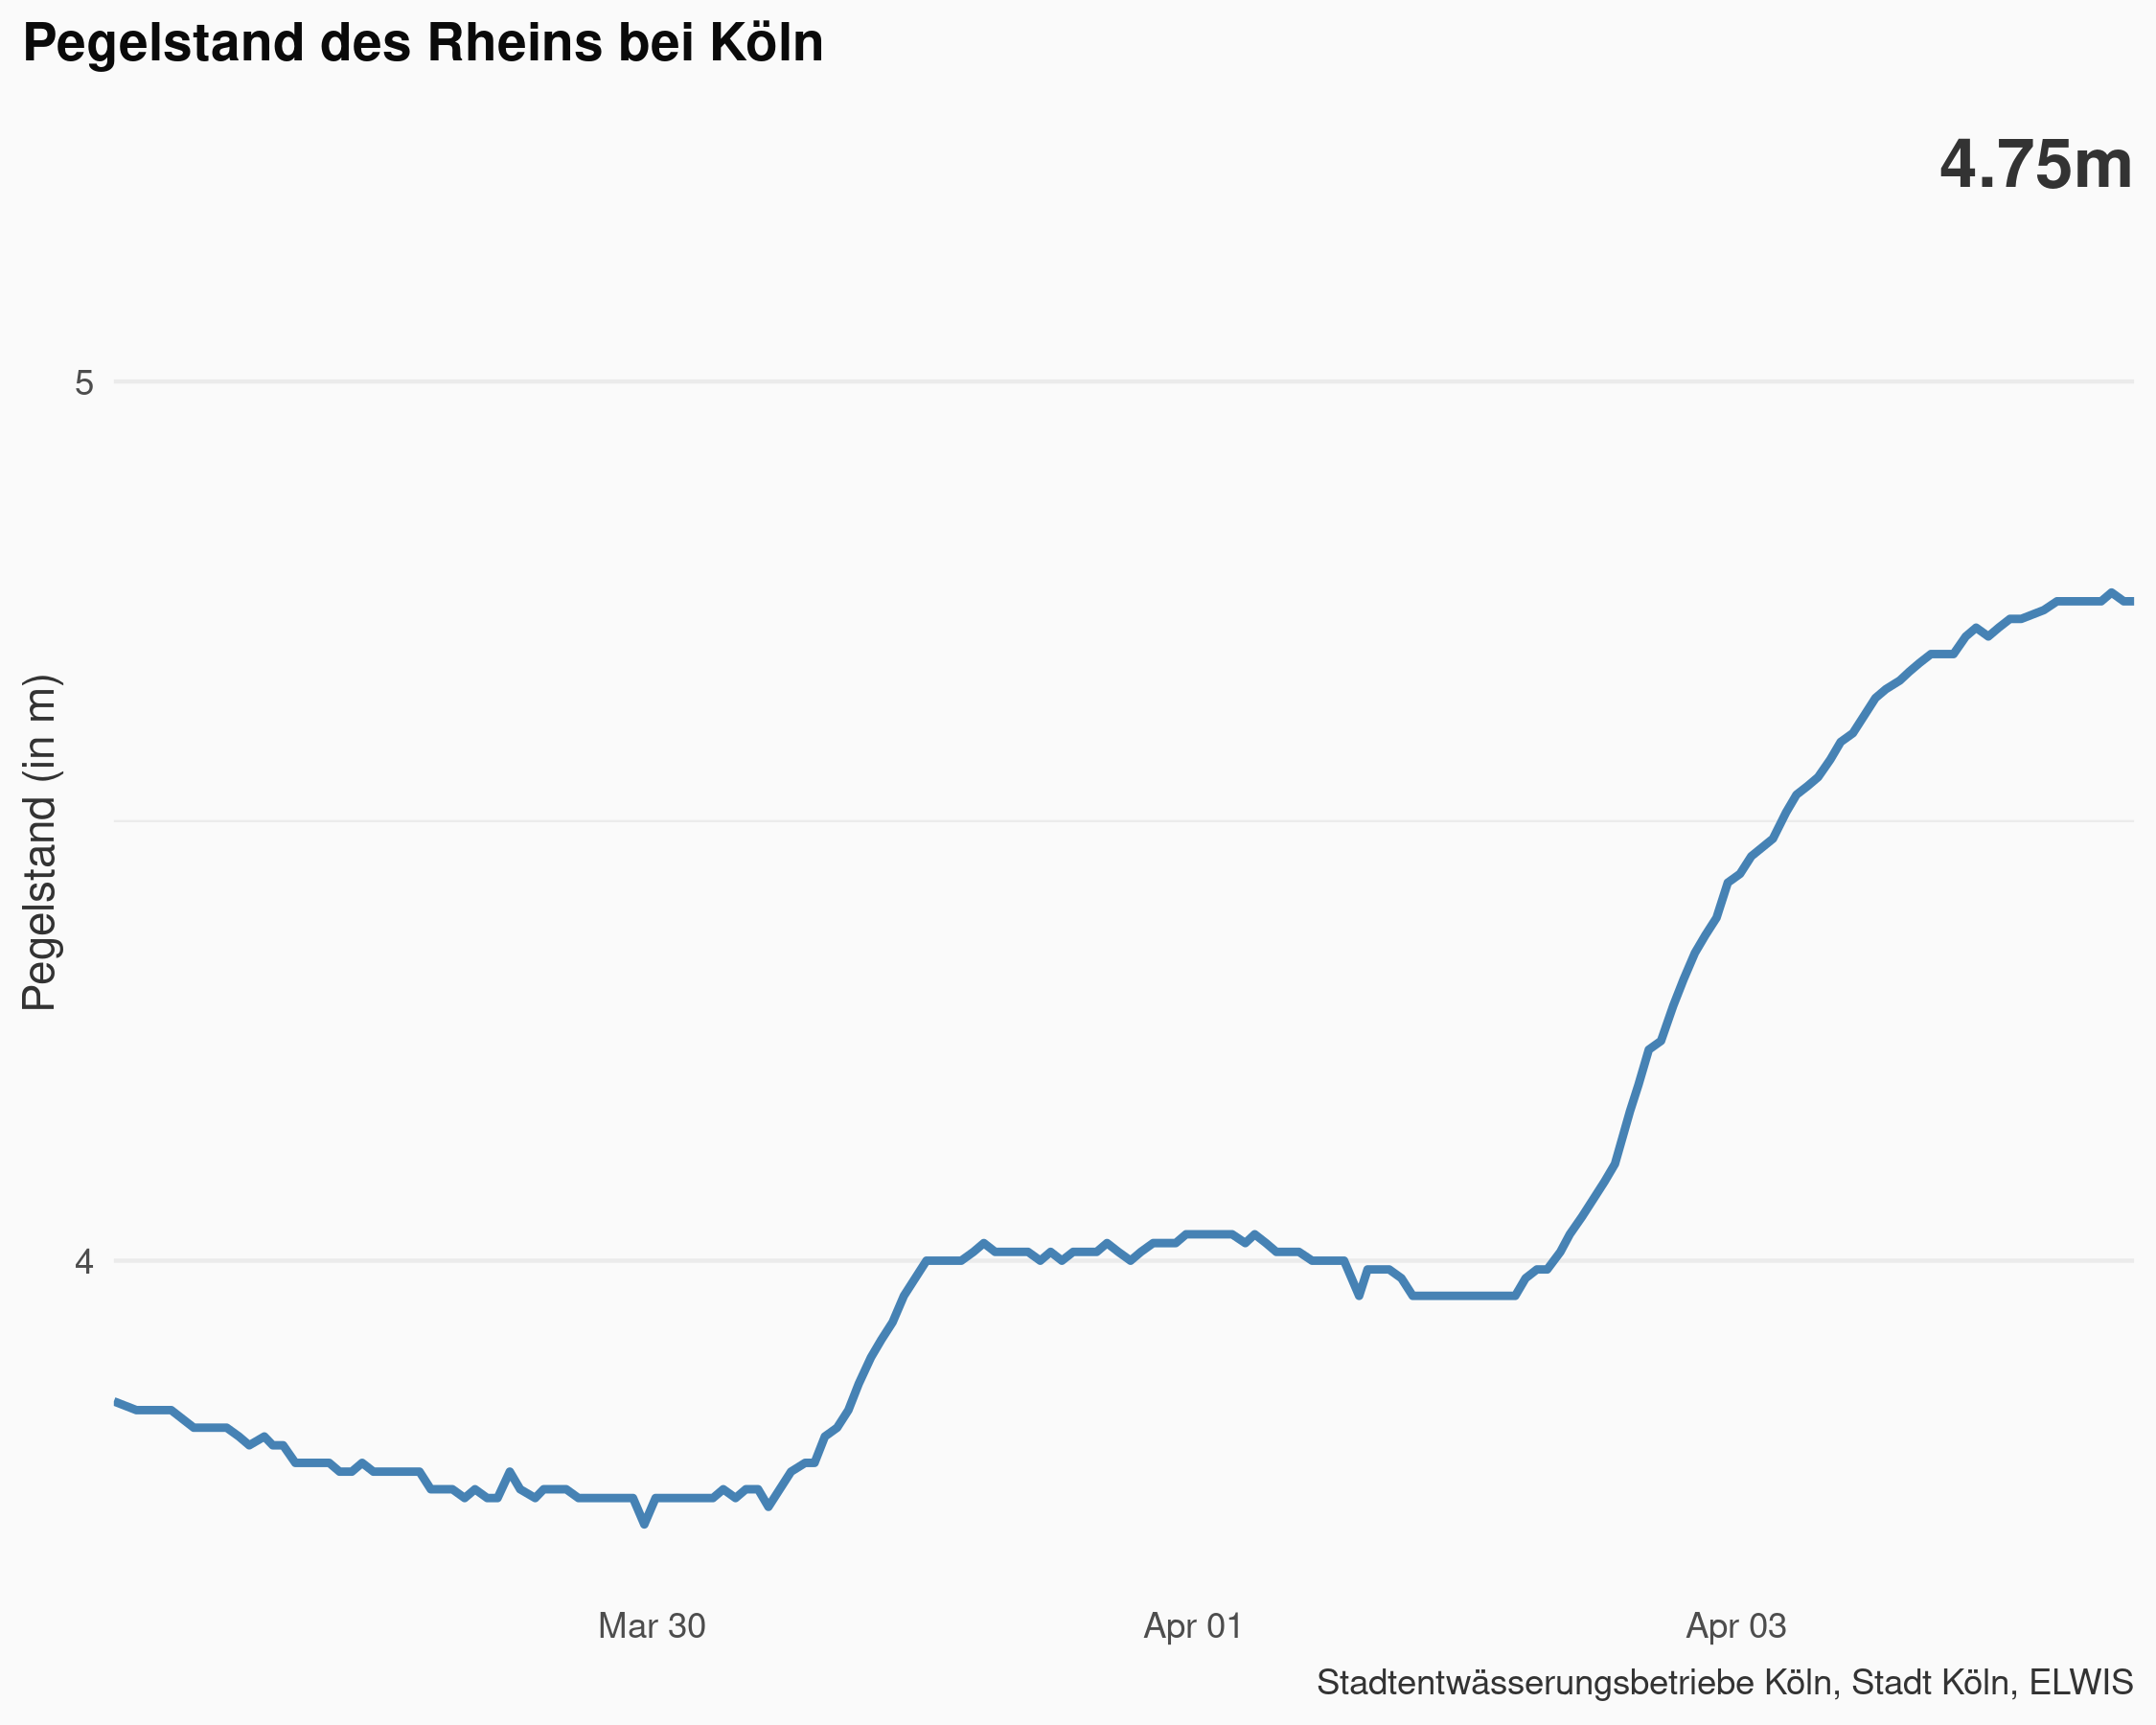 Pegelstand des Rheins bei Köln
4.75m
5
Pegelstand (in m)
4
Mar 30
Apr 01
Apr 03
Stadtentwässerungsbetriebe Köln, Stadt Köln, ELWIS